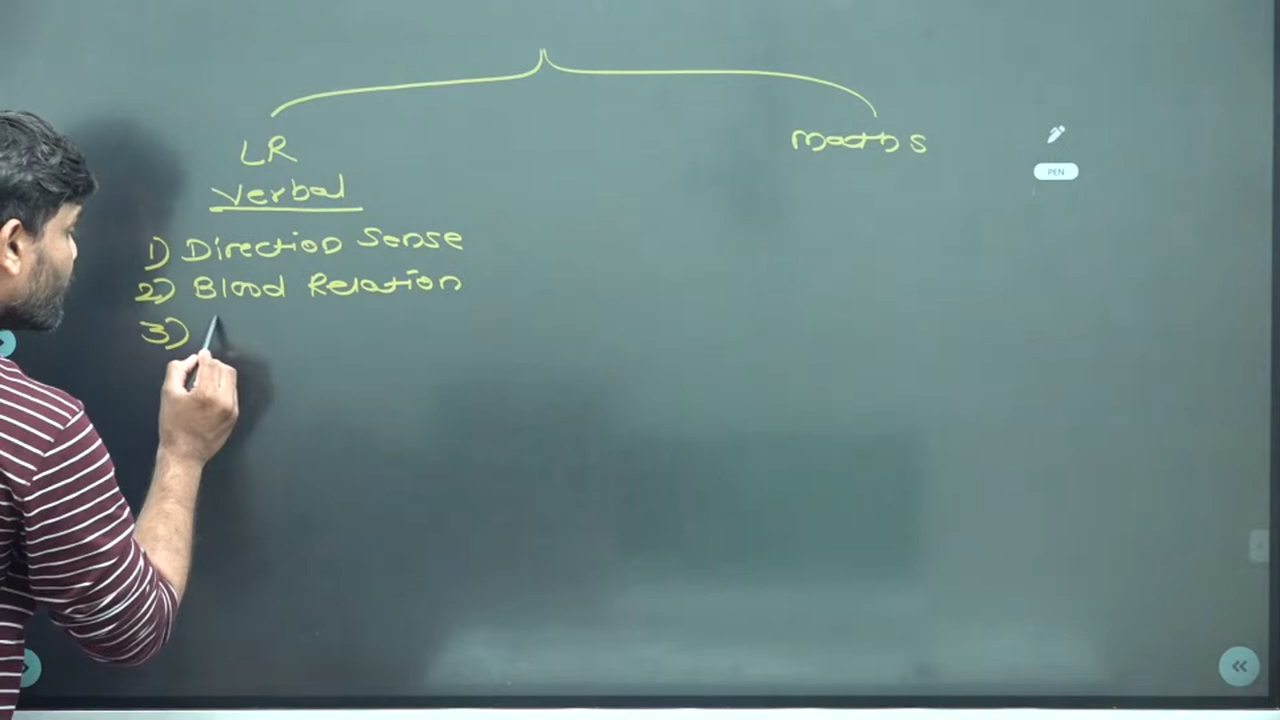 LR
Verbal
1) Direction Sense
2) Blood Relation
3)
Maths
PEN